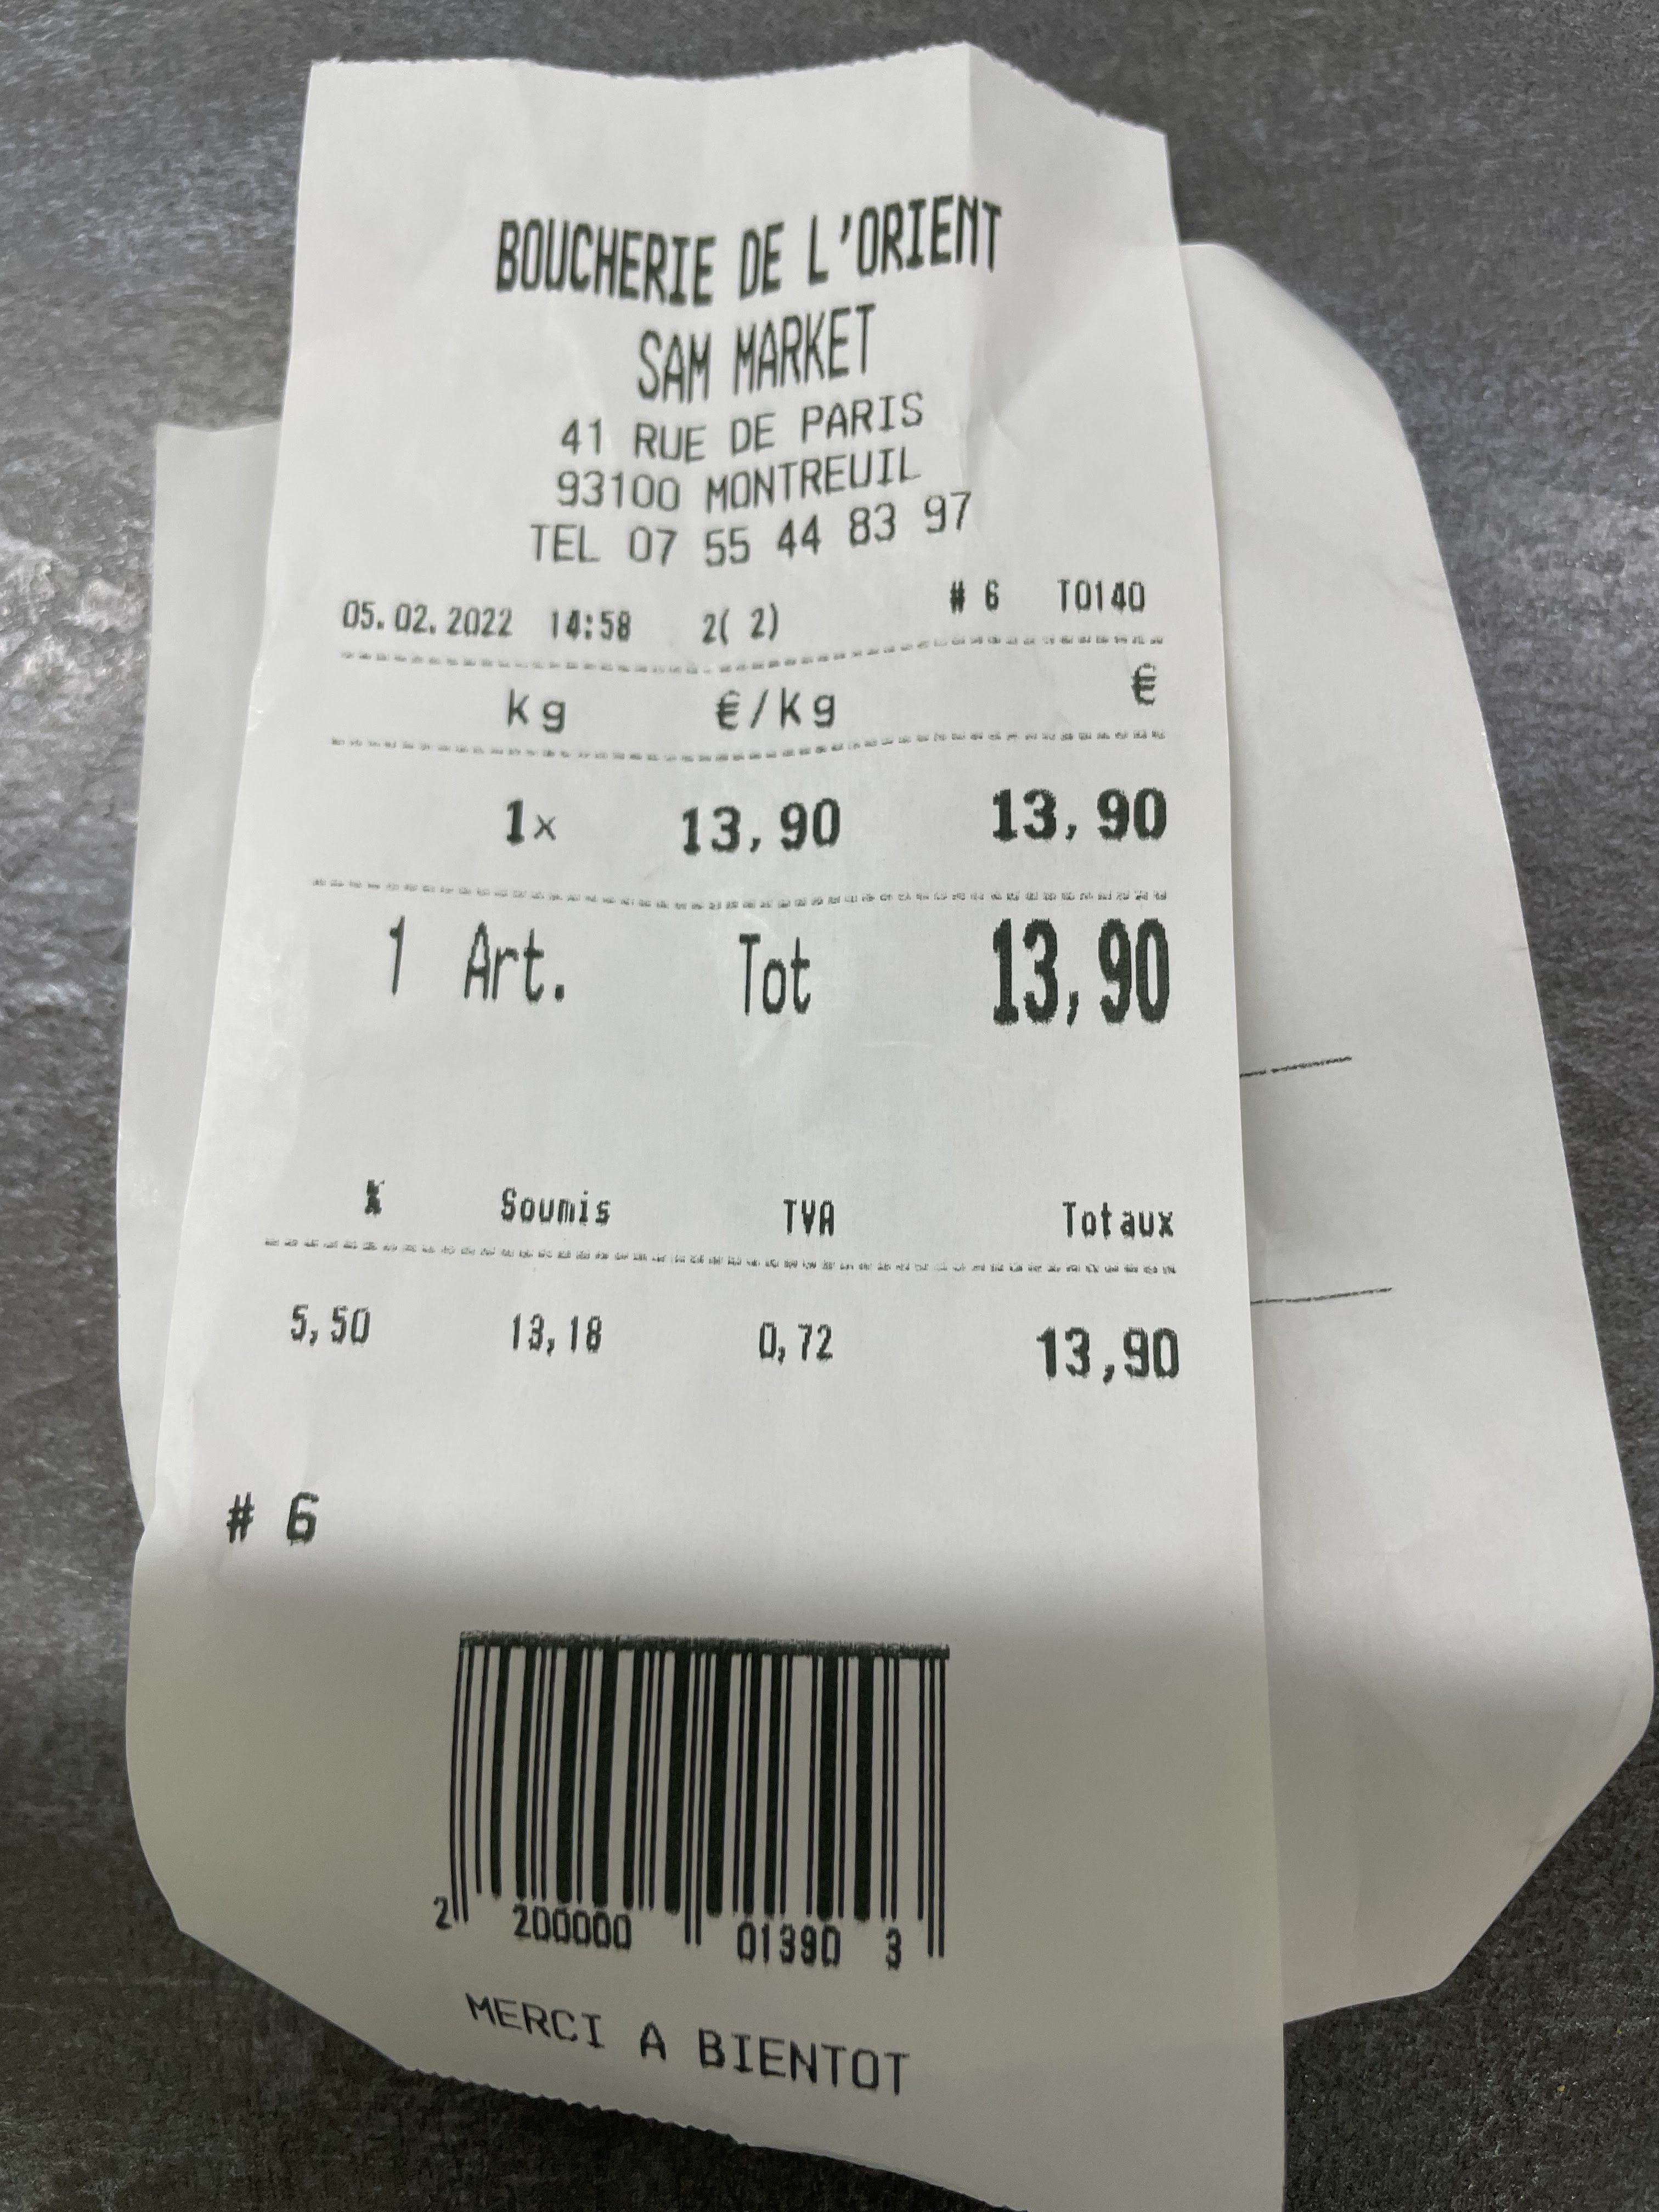 BOUCHERIE DE L'ORIENT
SAM MARKET
41 RUE DE PARIS
93100 MONTREUIL
TEL 07 55 44 83 97
05.02.2022 14:58 2( 2) # 6 T0140
kg €/kg €
1x 13,90 13,90
1 Art. Tot 13,90
% Soumis TVA Totaux
5,50 13,18 0,72 13,90
# 6
2 200000 01390 3
MERCI A BIENTOT